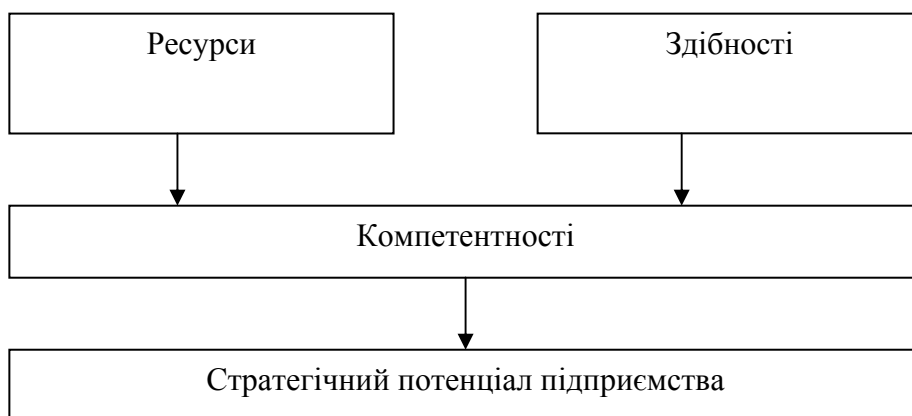 Ресурси
Здібності
Компетентності
Стратегічний потенціал підприємства